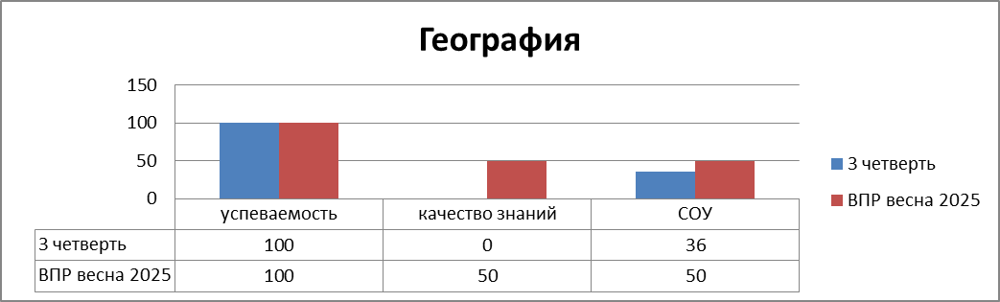 География
150
100
50
0
успеваемость качество знаний СОУ
3 четверть 100 0 36
ВПР весна 2025 100 50 50
3 четверть
ВПР весна 2025